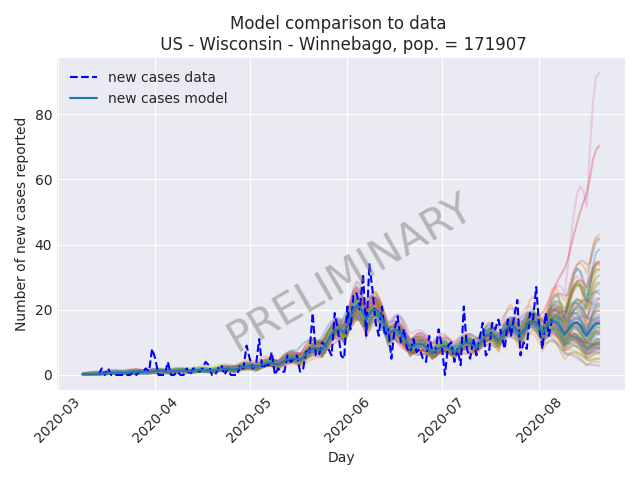 Model comparison to data
US - Wisconsin - Winnebago, pop. = 171907
new cases data
new cases model
Number of new cases reported
80
60
40
20
0
PRELIMINARY
2020-03
2020-04
2020-05
2020-06
2020-07
2020-08
Day